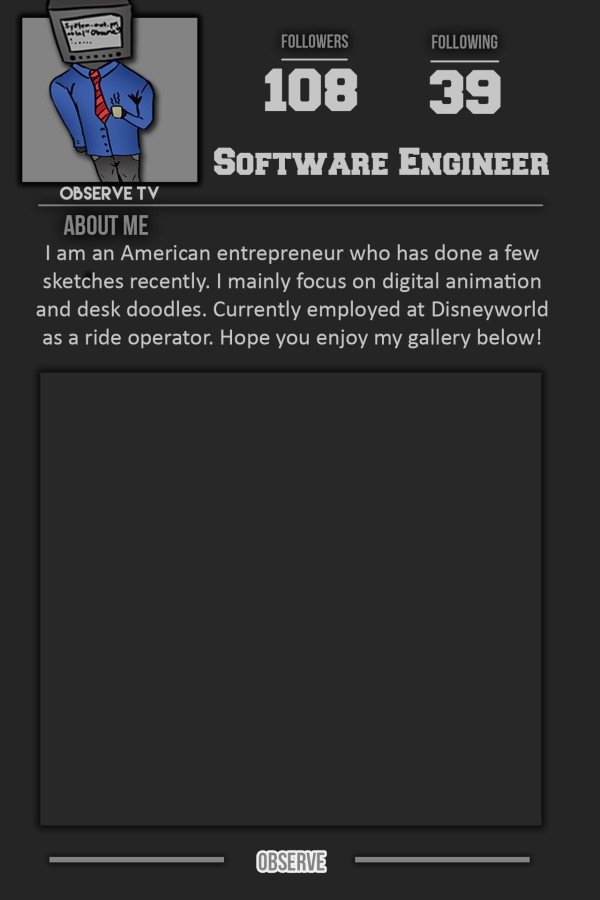 FOLLOWERS
FOLLOWING
108
39
SOFTWARE ENGINEER
OBSERVE TV
ABOUT ME
I am an American entrepreneur who has done a few
sketches recently. I mainly focus on digital animation
and desk doodles. Currently employed at Disneyworld
as a ride operator. Hope you enjoy my gallery below!
OBSERVE